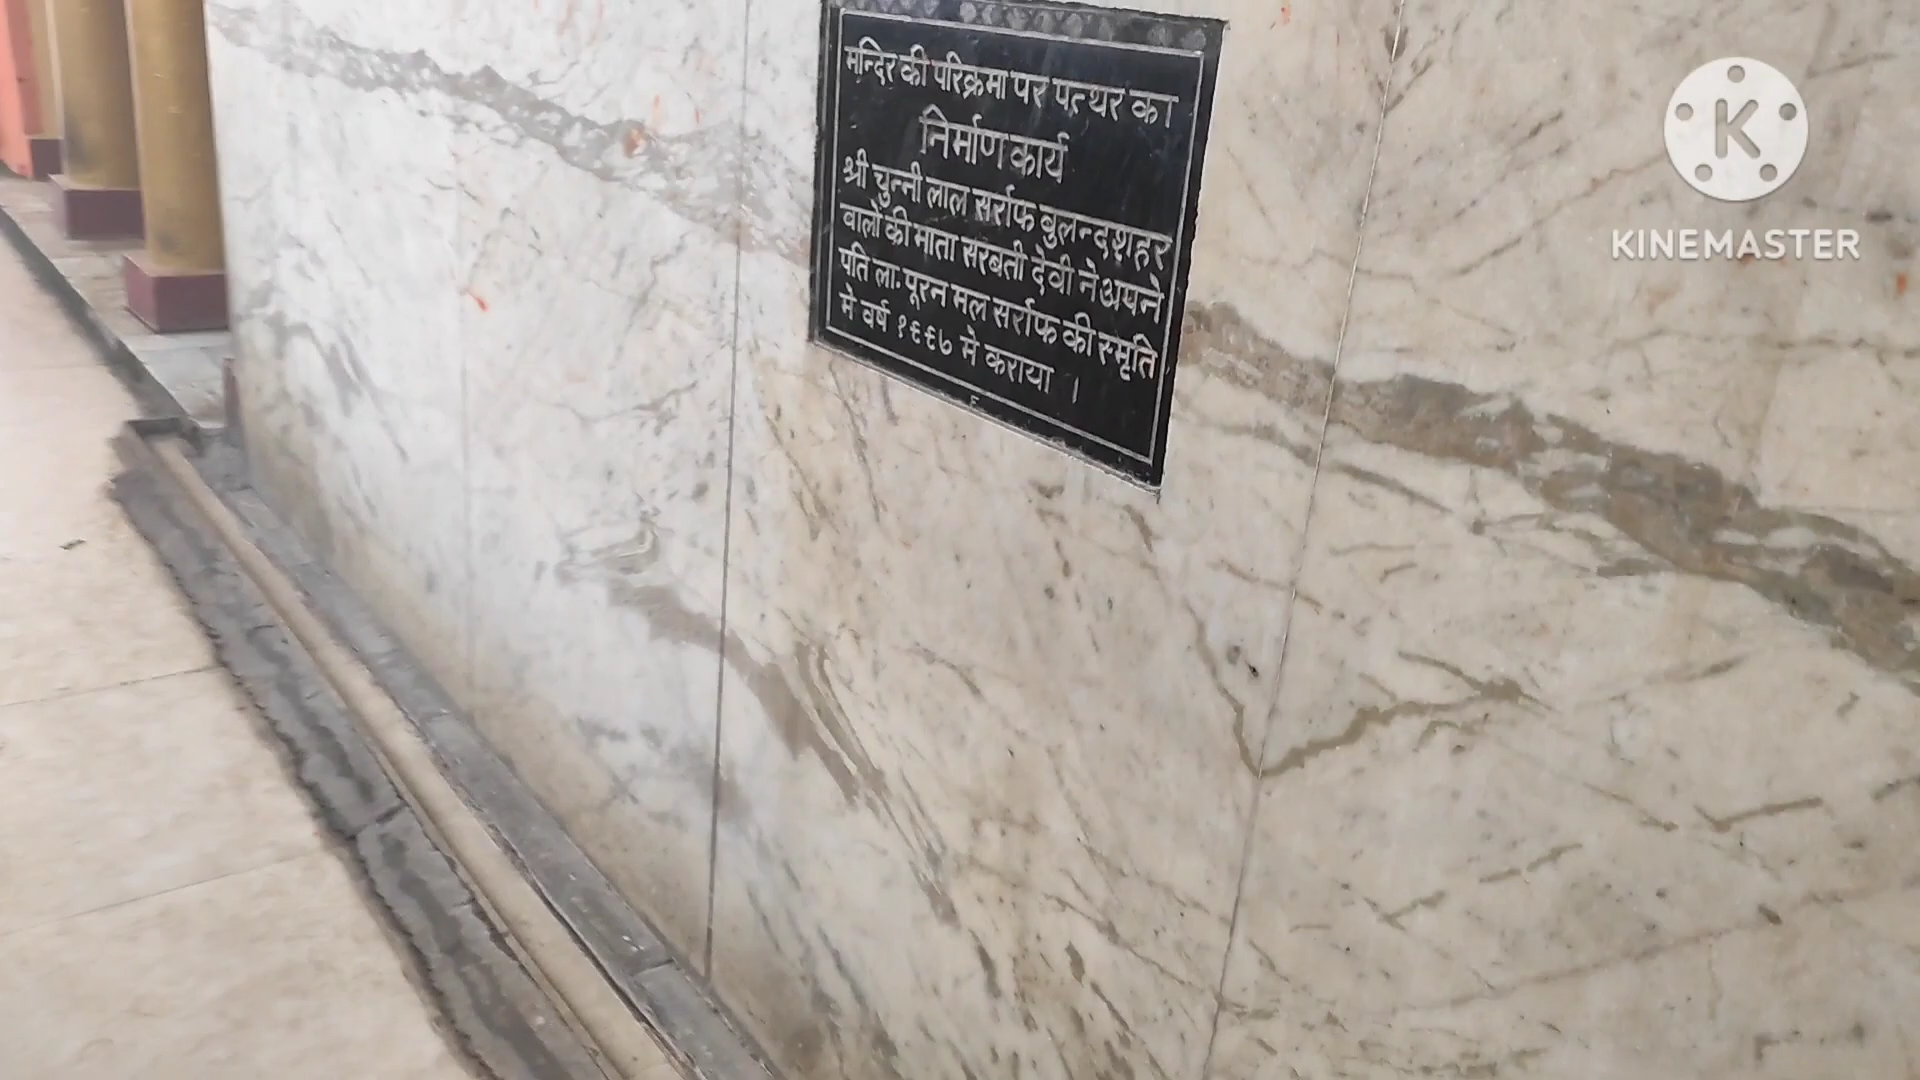 मन्दिर की परिक्रमा पर पत्थर का
निर्माण कार्य
श्री चुन्नी लाल सर्राफ बुलन्दशहर
वालों की माता सरबती देवी ने अपने
पति ला. पूरन मल सर्राफ की स्मृति
मे वर्ष १९९७ मे कराया ।
K
KINEMASTER